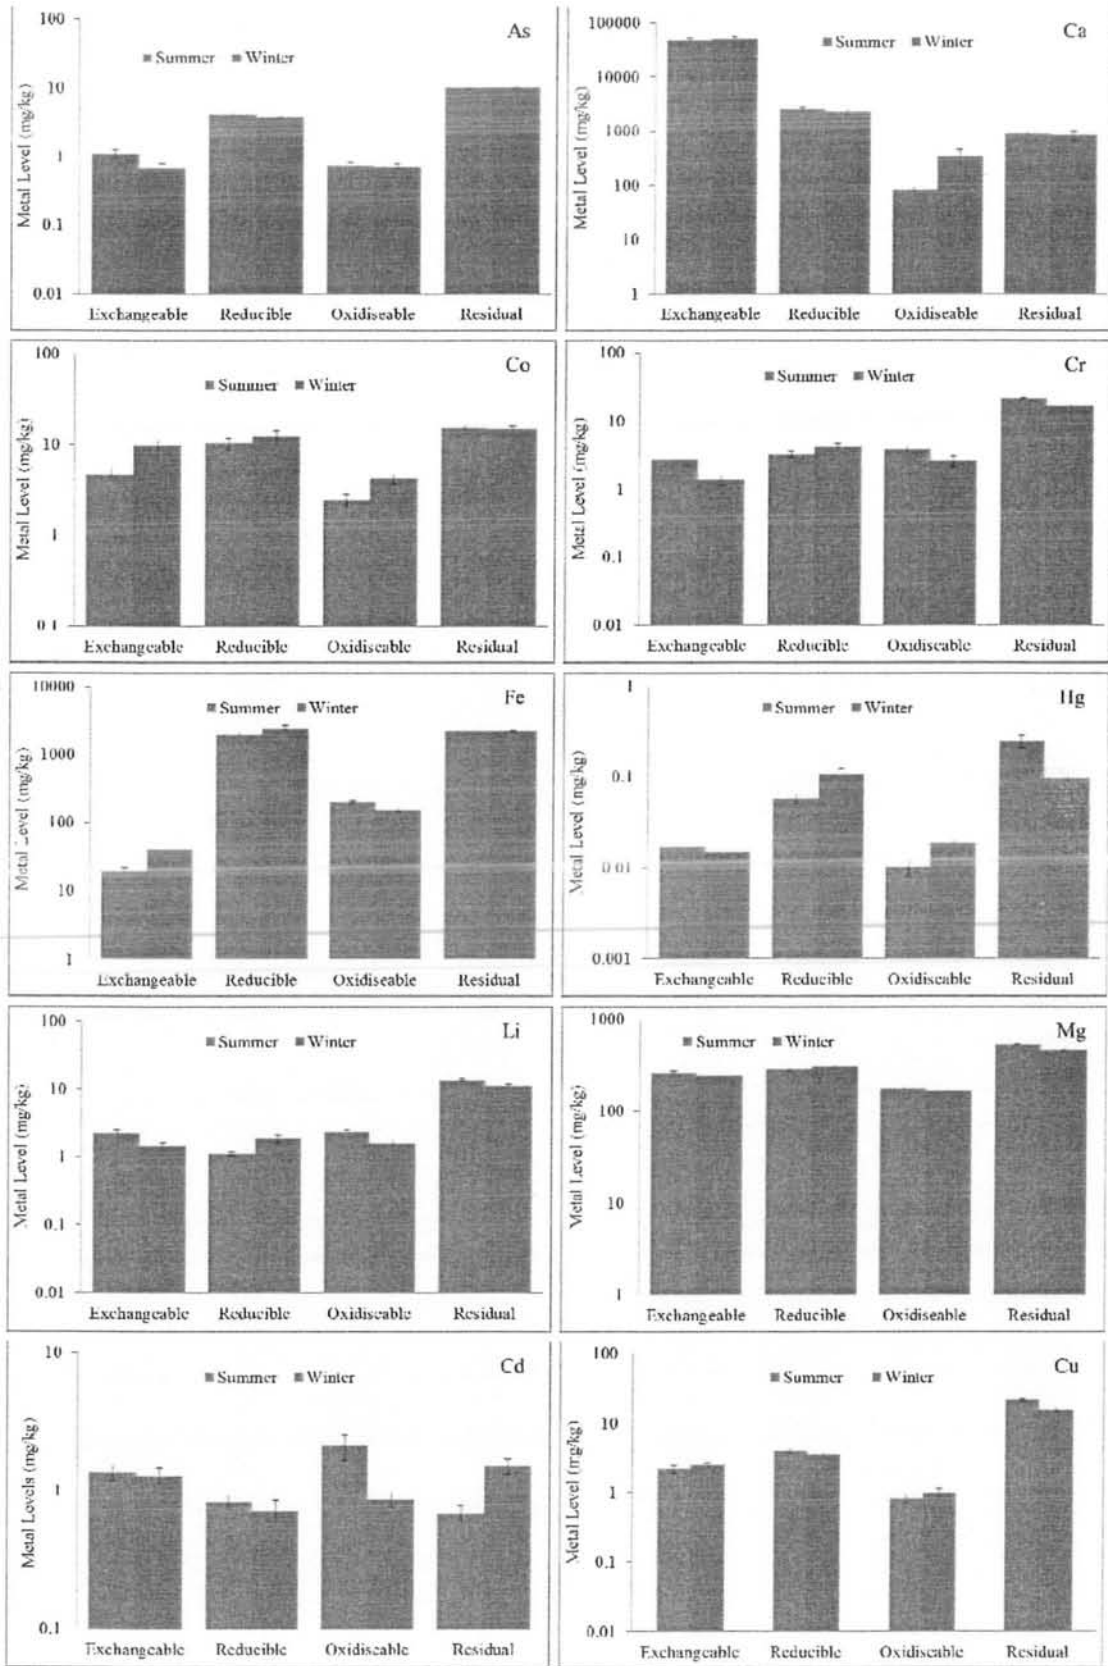 As
Summer Winter
Metal Level (mg/kg)
100
10
1
0.1
0.01
Exchangeable Reducible Oxidiseable Residual
Ca
Summer Winter
Metal Level (mg/kg)
100000
10000
1000
100
10
1
Exchangeable Reducible Oxidiseable Residual
Co
Summer Winter
Metal Level (mg/kg)
100
10
1
0.1
Exchangeable Reducible Oxidiseable Residual
Cr
Summer Winter
Metal Level (mg/kg)
100
10
1
0.1
0.01
Exchangeable Reducible Oxidiseable Residual
Fe
Summer Winter
Metal Level (mg/kg)
10000
1000
100
10
1
Exchangeable Reducible Oxidiseable Residual
Hg
Summer Winter
Metal Level (mg/kg)
1
0.1
0.01
0.001
Exchangeable Reducible Oxidiseable Residual
Li
Summer Winter
Metal Level (mg/kg)
100
10
1
0.1
0.01
Exchangeable Reducible Oxidiseable Residual
Mg
Summer Winter
Metal Level (mg/kg)
1000
100
10
1
Exchangeable Reducible Oxidiseable Residual
Cd
Summer Winter
Metal Levels (mg/kg)
10
1
0.1
Exchangeable Reducible Oxidiseable Residual
Cu
Summer Winter
Metal Level (mg/kg)
100
10
1
0.1
0.01
Exchangeable Reducible Oxidiseable Residual